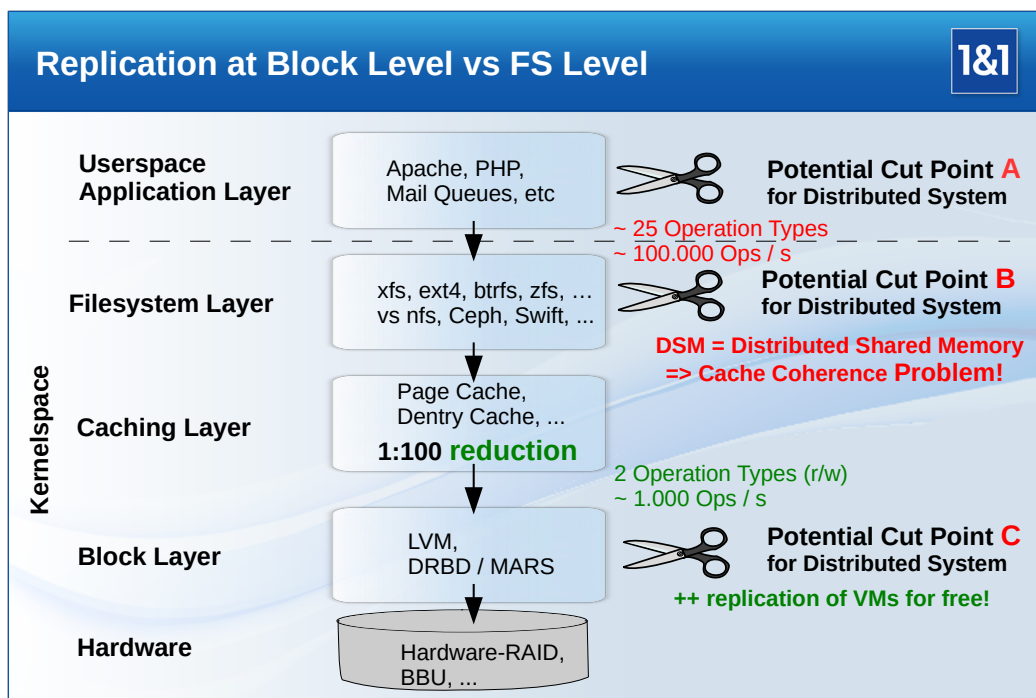 Replication at Block Level vs FS Level
1&1
Userspace
Application Layer
Apache, PHP,
Mail Queues, etc
Potential Cut Point A
for Distributed System
~ 25 Operation Types
~ 100.000 Ops / s
Filesystem Layer
xfs, ext4, btrfs, zfs, …
vs nfs, Ceph, Swift, ...
Potential Cut Point B
for Distributed System
DSM = Distributed Shared Memory
=> Cache Coherence Problem!
Kernelspace
Caching Layer
Page Cache,
Dentry Cache, ...
1:100 reduction
2 Operation Types (r/w)
~ 1.000 Ops / s
Block Layer
LVM,
DRBD / MARS
Potential Cut Point C
for Distributed System
++ replication of VMs for free!
Hardware
Hardware-RAID,
BBU, ...